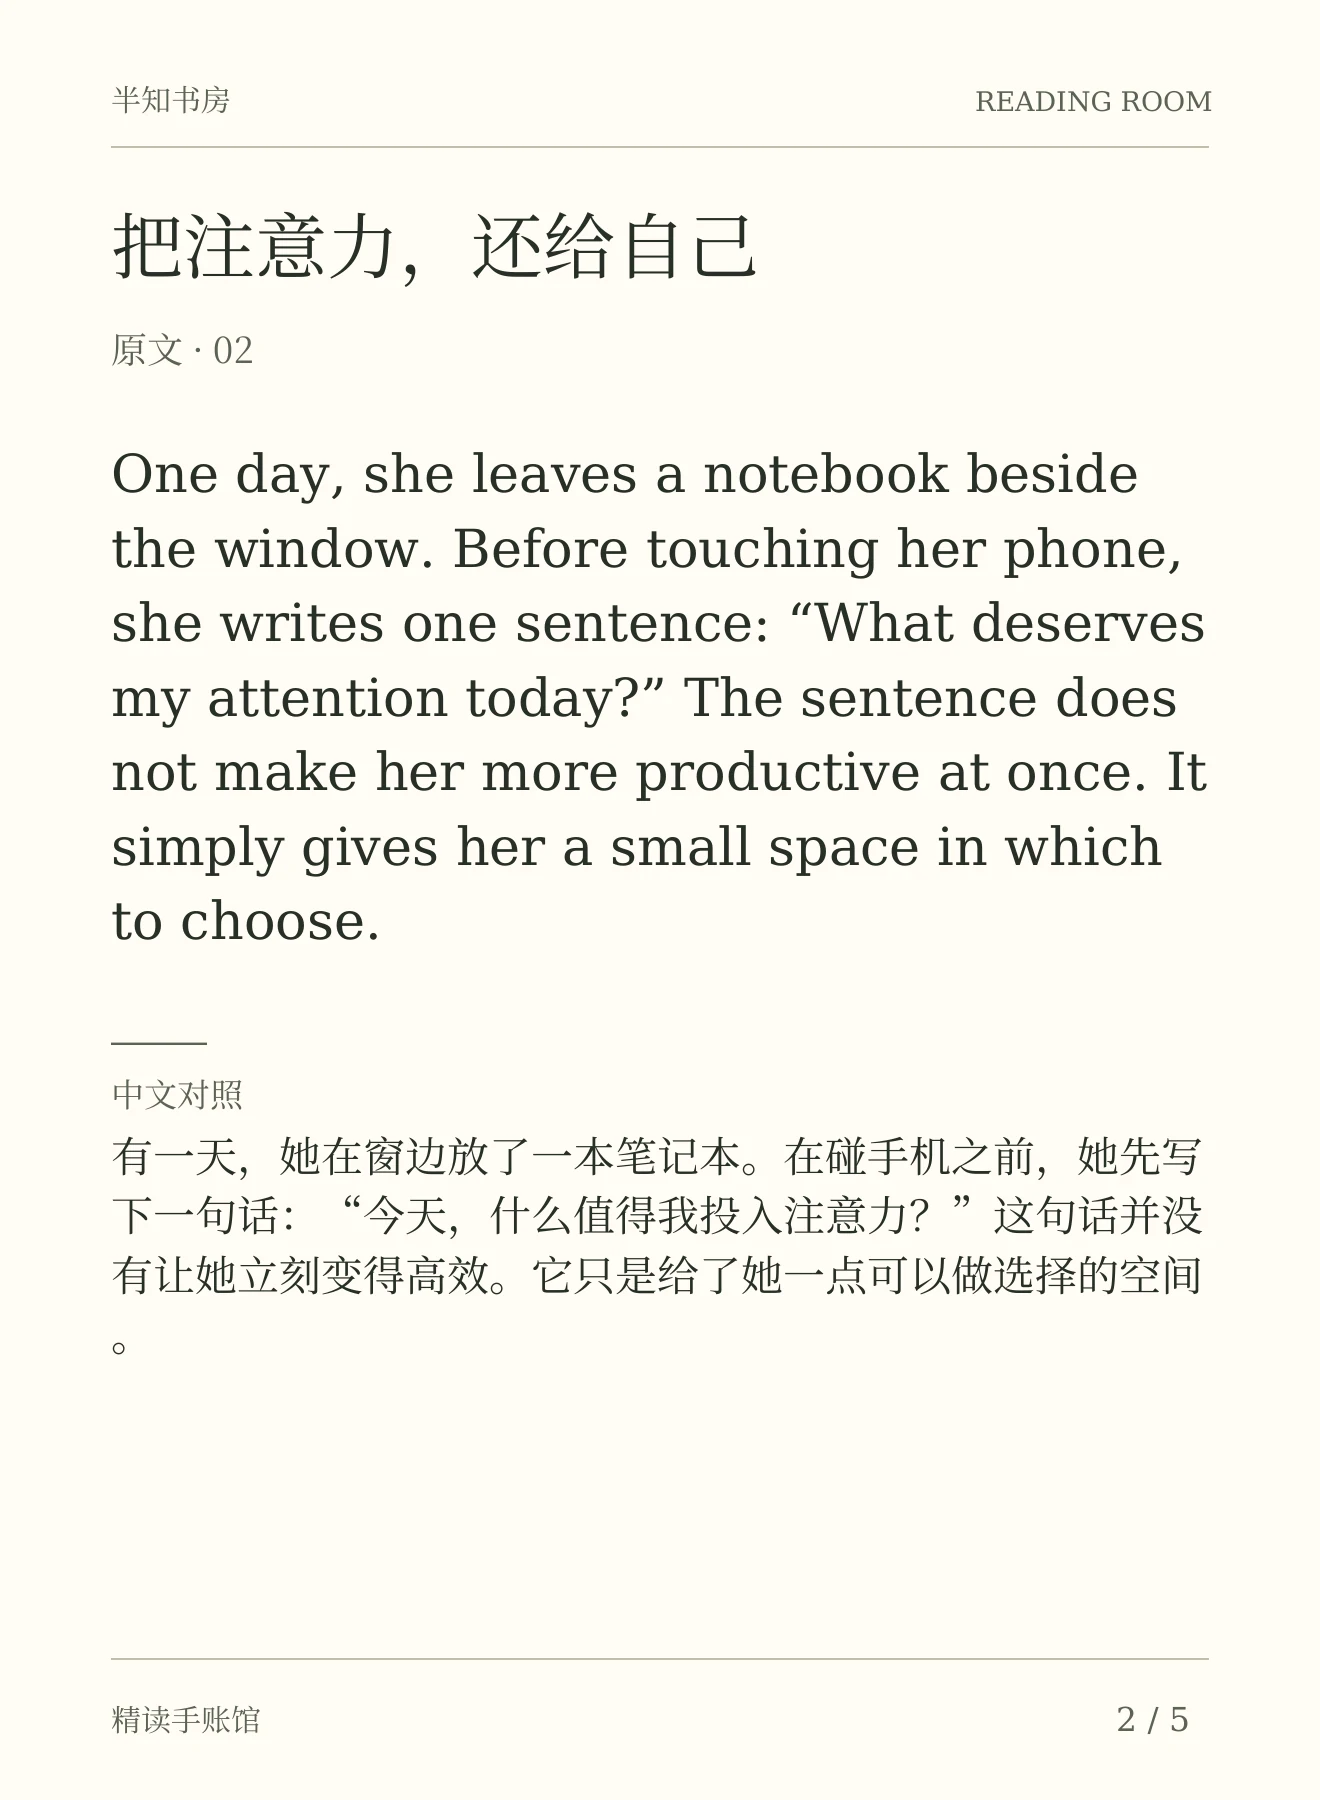 半知书房
READING ROOM
把注意力，还给自己
原文 · 02
One day, she leaves a notebook beside
the window. Before touching her phone,
she writes one sentence: “What deserves
my attention today?” The sentence does
not make her more productive at once. It
simply gives her a small space in which
to choose.
中文对照
有一天，她在窗边放了一本笔记本。在碰手机之前，她先写
下一句话：“今天，什么值得我投入注意力？”这句话并没
有让她立刻变得高效。它只是给了她一点可以做选择的空间
。
精读手账馆
2 / 5